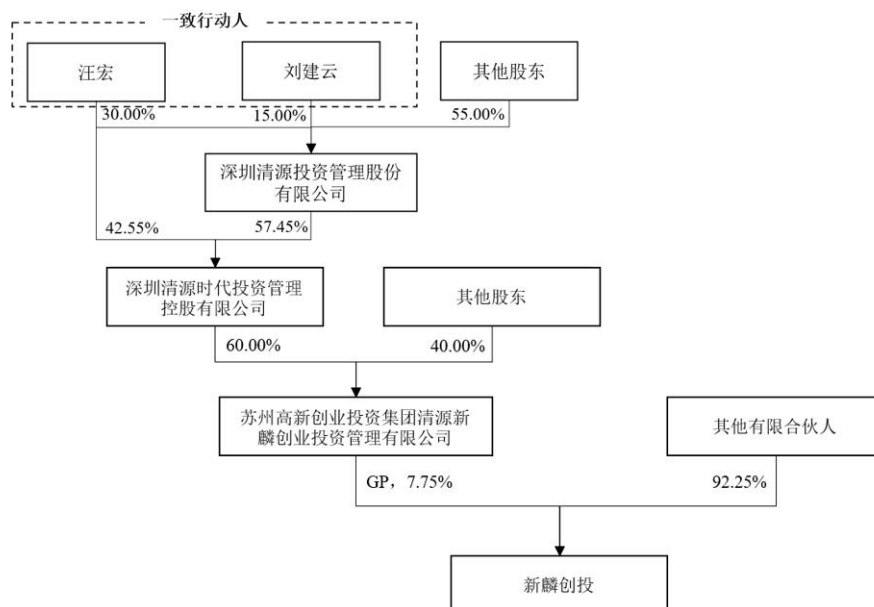 一致行动人
汪宏
刘建云
其他股东
30.00%
15.00%
55.00%
深圳清源投资管理股份
有限公司
42.55%
57.45%
深圳清源时代投资管理
控股有限公司
其他股东
60.00%
40.00%
苏州高新创业投资集团清源新
麟创业投资管理有限公司
其他有限合伙人
GP，7.75%
92.25%
新麟创投